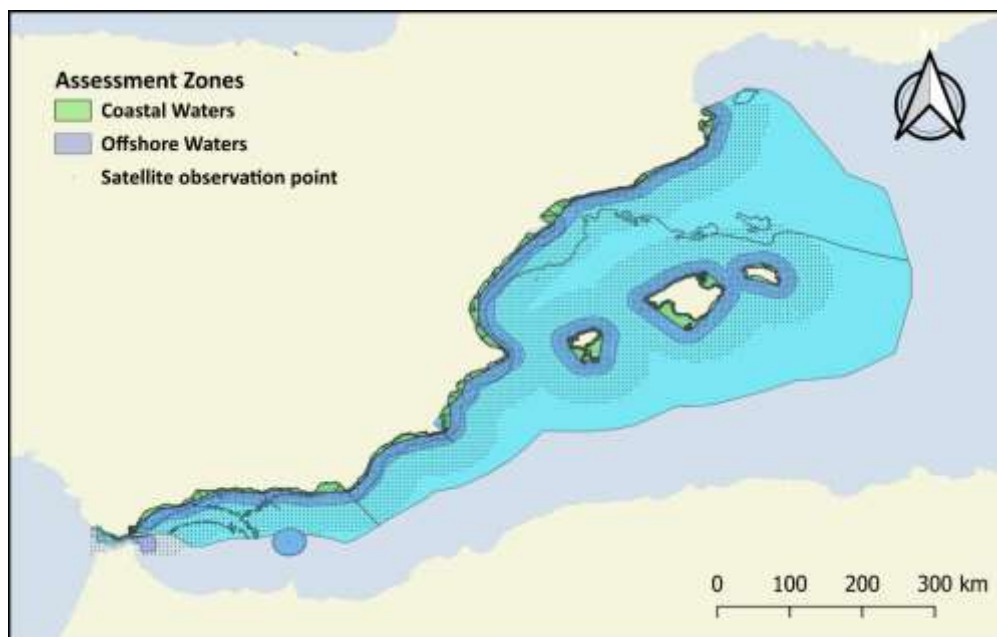 Assessment Zones
Coastal Waters
Offshore Waters
Satellite observation point
0 100 200 300 km